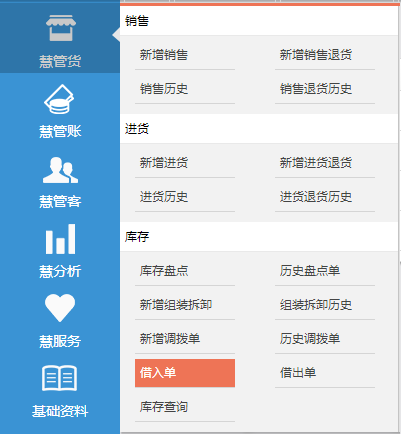 慧管货
慧管账
慧管客
慧分析
慧服务
基础资料
销售
新增销售 新增销售退货
销售历史 销售退货历史
进货
新增进货 新增进货退货
进货历史 进货退货历史
库存
库存盘点 历史盘点单
新增组装拆卸 组装拆卸历史
新增调拨单 历史调拨单
借入单 借出单
库存查询